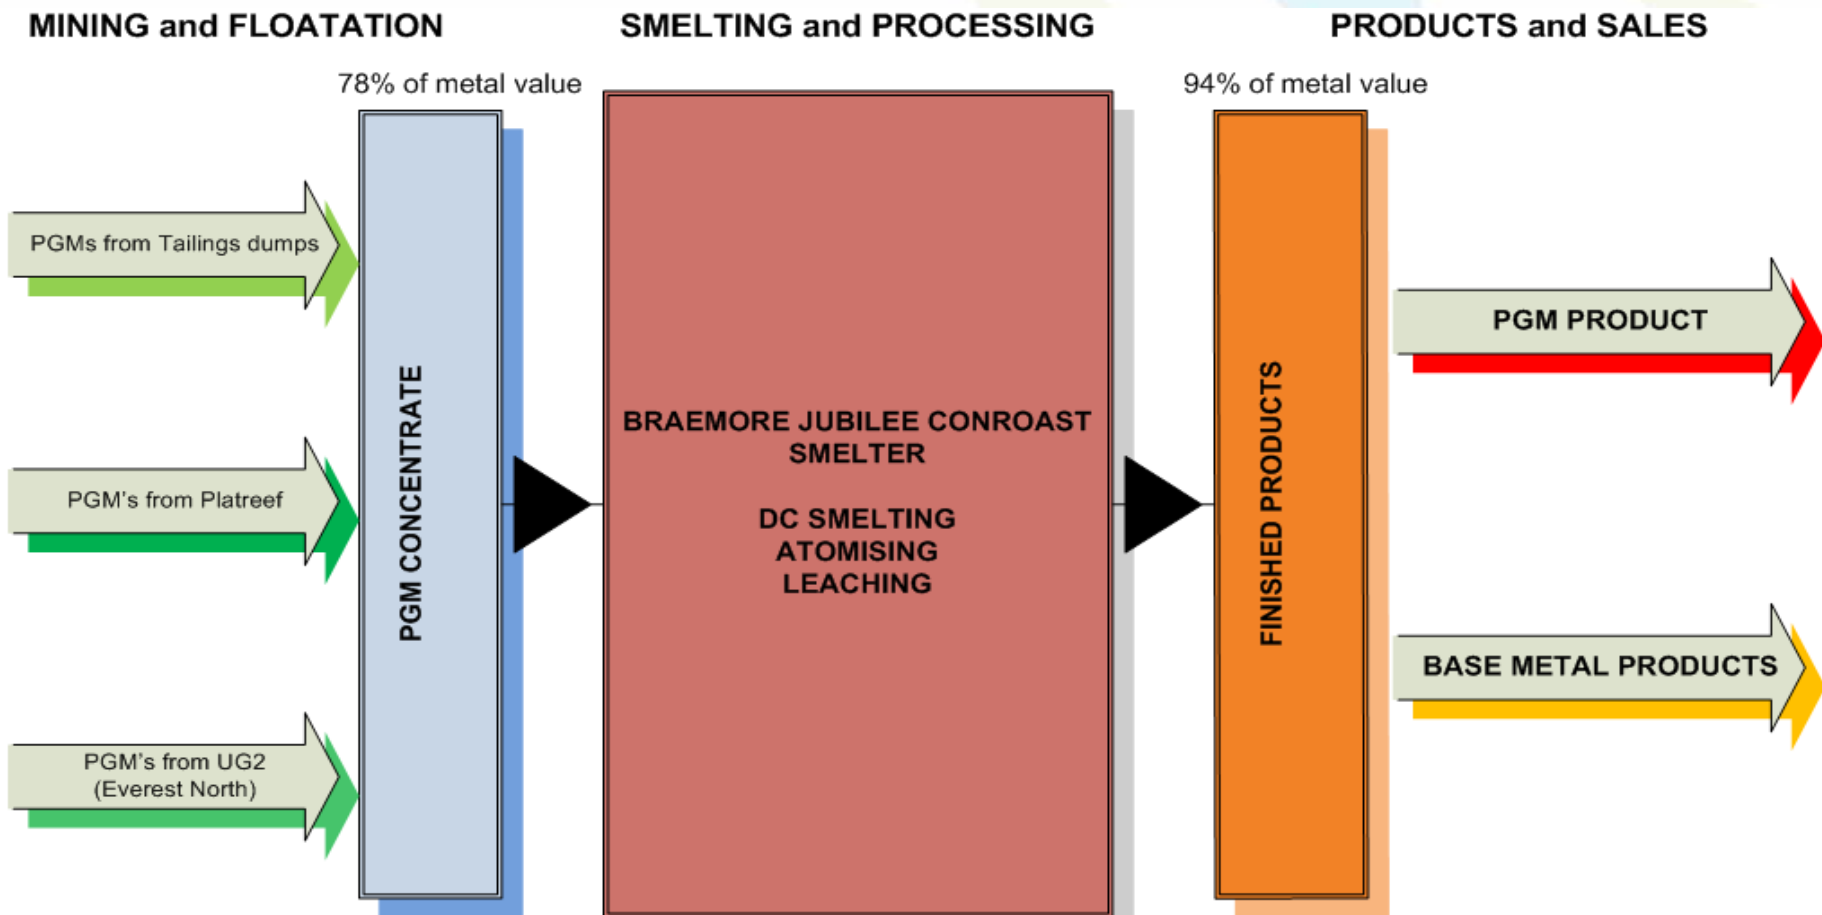 MINING and FLOATATION
SMELTING and PROCESSING
PRODUCTS and SALES
78% of metal value
94% of metal value
PGMs from Tailings dumps
PGM's from Platreef
PGM's from UG2
(Everest North)
PGM CONCENTRATE
BRAEMORE JUBILEE CONROAST
SMELTER
DC SMELTING
ATOMISING
LEACHING
FINISHED PRODUCTS
PGM PRODUCT
BASE METAL PRODUCTS